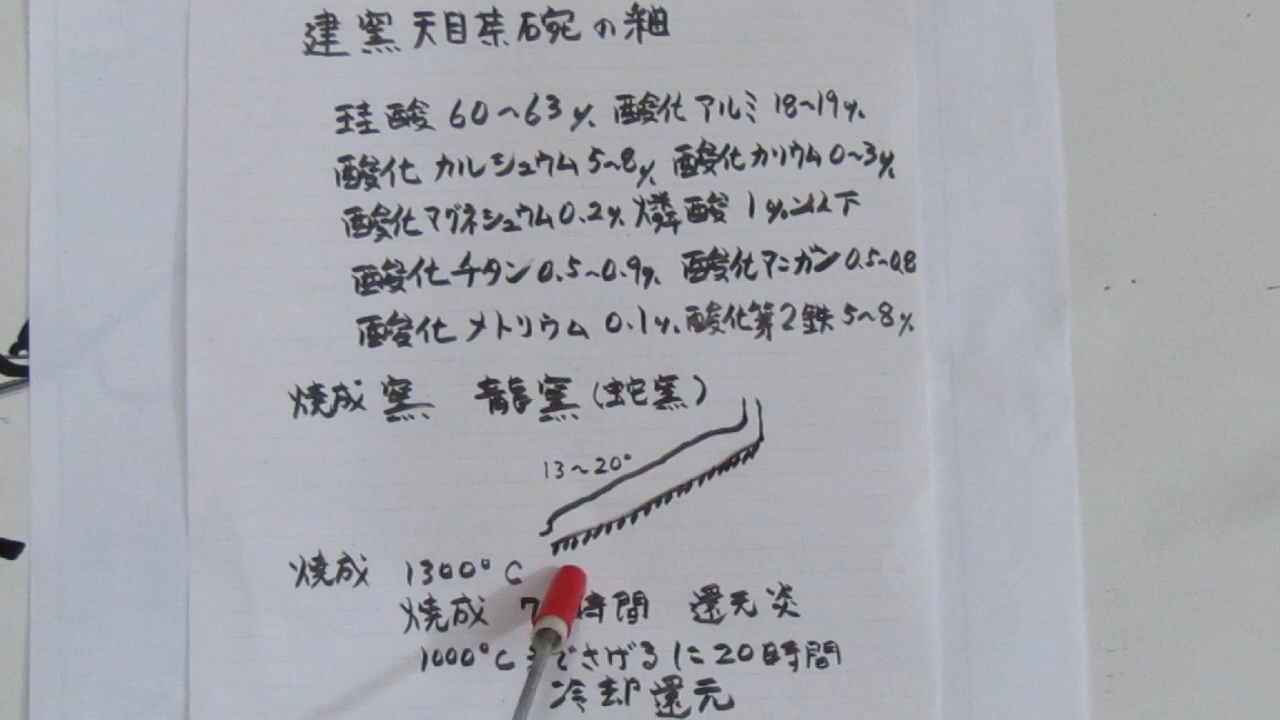 建窯天目茶碗の釉
珪酸 60~63% 酸化アルミ 18~19%
酸化カルシュウム 5~8% 酸化カリウム 0~3%
酸化マグネシュウム 0.2% 燐酸 1%以下
酸化チタン 0.5~0.9% 酸化マンガン 0.5~0.8
酸化ナトリウム 0.1% 酸化第2鉄 5~8%
焼成窯 龍窯(蛇窯)
13~20°
焼成 1300°C
焼成 7 時間 還元炎
1000°C でさげるに20時間
冷却還元